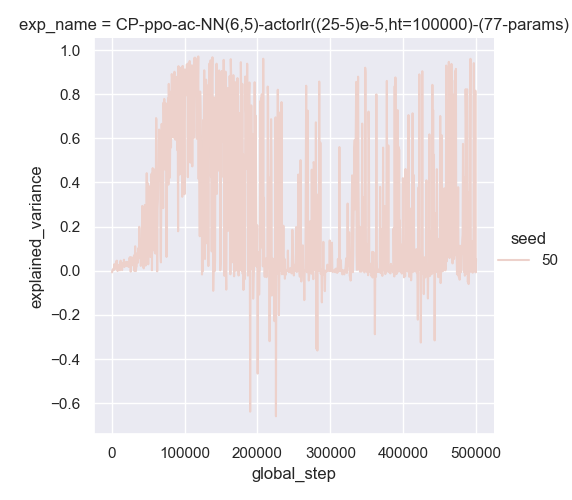 exp_name = CP-ppo-ac-NN(6,5)-actorlr((25-5)e-5,ht=100000)-(77-params)
1.0
0.8
0.6
0.4
0.2
0.0
−0.2
−0.4
−0.6
explained_variance
0 100000 200000 300000 400000 500000
global_step
seed
50